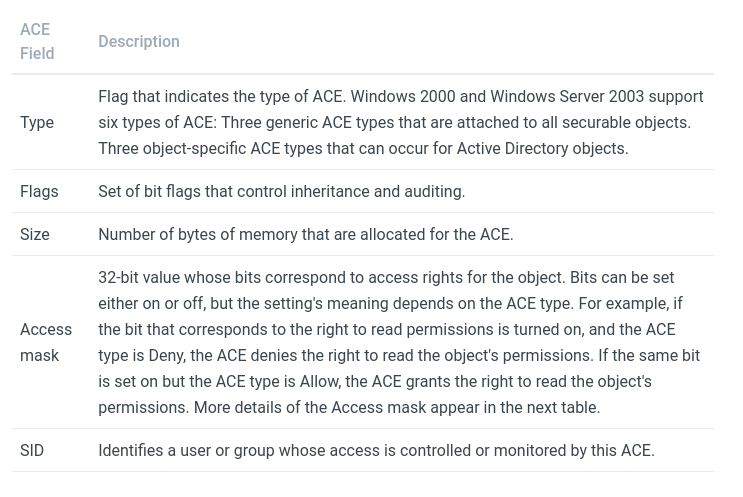 ACE
Field
Description
Type
Flag that indicates the type of ACE. Windows 2000 and Windows Server 2003 support
six types of ACE: Three generic ACE types that are attached to all securable objects.
Three object-specific ACE types that can occur for Active Directory objects.
Flags
Set of bit flags that control inheritance and auditing.
Size
Number of bytes of memory that are allocated for the ACE.
Access
mask
32-bit value whose bits correspond to access rights for the object. Bits can be set
either on or off, but the setting's meaning depends on the ACE type. For example, if
the bit that corresponds to the right to read permissions is turned on, and the ACE
type is Deny, the ACE denies the right to read the object's permissions. If the same bit
is set on but the ACE type is Allow, the ACE grants the right to read the object's
permissions. More details of the Access mask appear in the next table.
SID
Identifies a user or group whose access is controlled or monitored by this ACE.